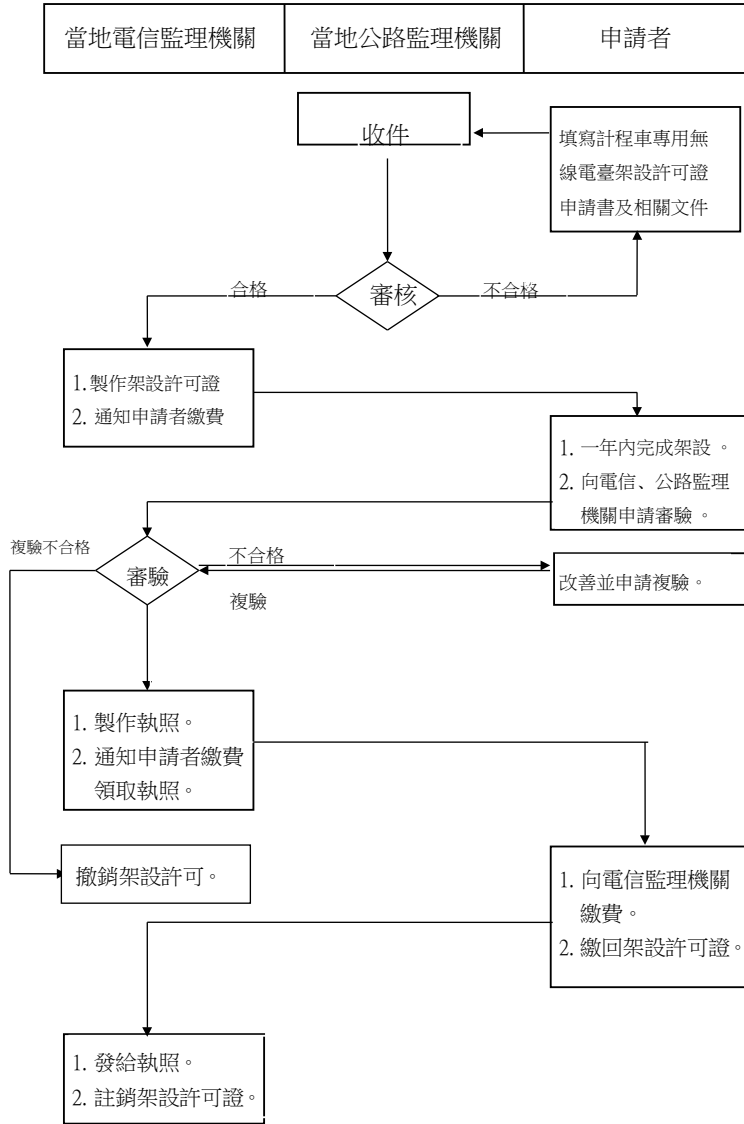 當地電信監理機關
當地公路監理機關
申請者
收件
填寫計程車專用無
線電臺架設許可證
申請書及相關文件
合格
審核
不合格
1.製作架設許可證
2. 通知申請者繳費
1. 一年內完成架設 。
2. 向電信、公路監理
機關申請審驗 。
複驗不合格
審驗
不合格
複驗
改善並申請複驗。
1. 製作執照。
2. 通知申請者繳費
領取執照。
撤銷架設許可。
1. 向電信監理機關
繳費。
2. 繳回架設許可證。
1. 發給執照。
2. 註銷架設許可證。